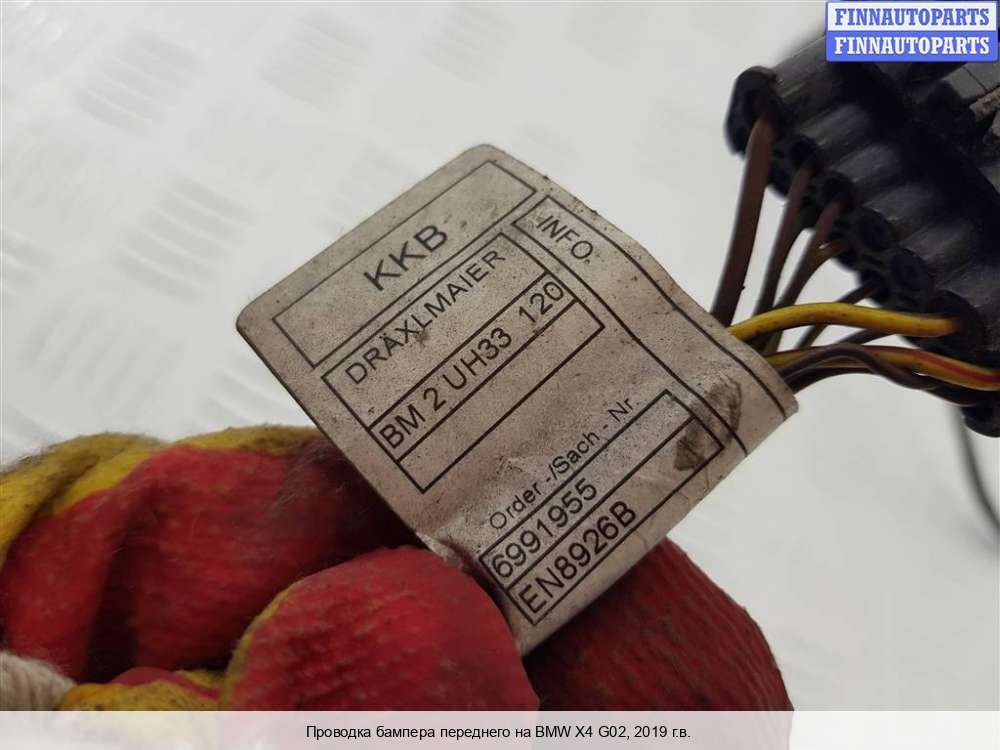 FINNAUTOPARTS
FINNAUTOPARTS
KKB
DRÄXLMAIER
BM 2 UH33 120
INFO.
Order -/Sach - Nr.
6991955
EN8926B
Проводка бампера переднего на BMW X4 G02, 2019 г.в.